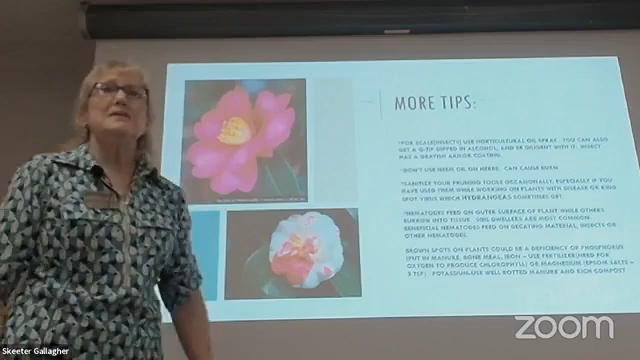 MORE TIPS:
*FOR SCALE(INSECTS) USE HORTICULTURAL OIL SPRAY. YOU CAN ALSO
GET A Q-TIP DIPPED IN ALCOHOL, AND BE DILIGENT WITH IT. INSECT
HAS A GRAYISH ARMOR COATING.
*DON'T USE NEEM OIL ON HERBS. CAN CAUSE BURN
*SANITIZE YOUR PRUNING TOOLS OCCASIONALLY, ESPECIALLY IF YOU
HAVE USED THEM WHILE WORKING ON PLANTS WITH DISEASE OR RING
SPOT VIRUS WHICH HYDRANGEAS SOMETIMES GET.
*NEMATODES FEED ON OUTER SURFACE OF PLANT WHILE OTHERS
BURROW INTO TISSUE. SOIL DWELLERS ARE MOST COMMON.
BENEFICIAL NEMATODES FEED ON DECAYING MATERIAL, INSECTS OR
OTHER NEMATODES.
BROWN SPOTS ON PLANTS COULD BE A DEFICIENCY OF PHOSPHORUS
(PUT IN MANURE, BONE MEAL, IRON – USE FERTILIZER(NEED FOR
OXYGEN TO PRODUCE CHLOROPHYLL) OR MAGNESIUM (EPSOM SALTS –
3 TSP). POTASSIUM-USE WELL ROTTED MANURE AND RICH COMPOST
Skeeter Gallagher
zoom